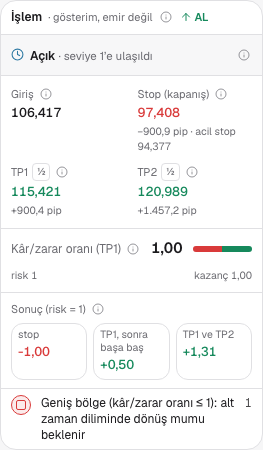 İşlem · gösterim, emir değil ↑ AL
Açık · seviye 1'e ulaşıldı
Giriş
Stop (kapanış)
106,417
97,408
−900,9 pip · acil stop
94,377
TP1 ½
TP2 ½
115,421
120,989
+900,4 pip
+1.457,2 pip
Kâr/zarar oranı (TP1) 1,00
risk 1
kazanç 1,00
Sonuç (risk = 1)
stop
-1,00
TP1, sonra
başa baş
+0,50
TP1 ve TP2
+1,31
Geniş bölge (kâr/zarar oranı ≤ 1): alt 1
zaman diliminde dönüş mumu
beklenir